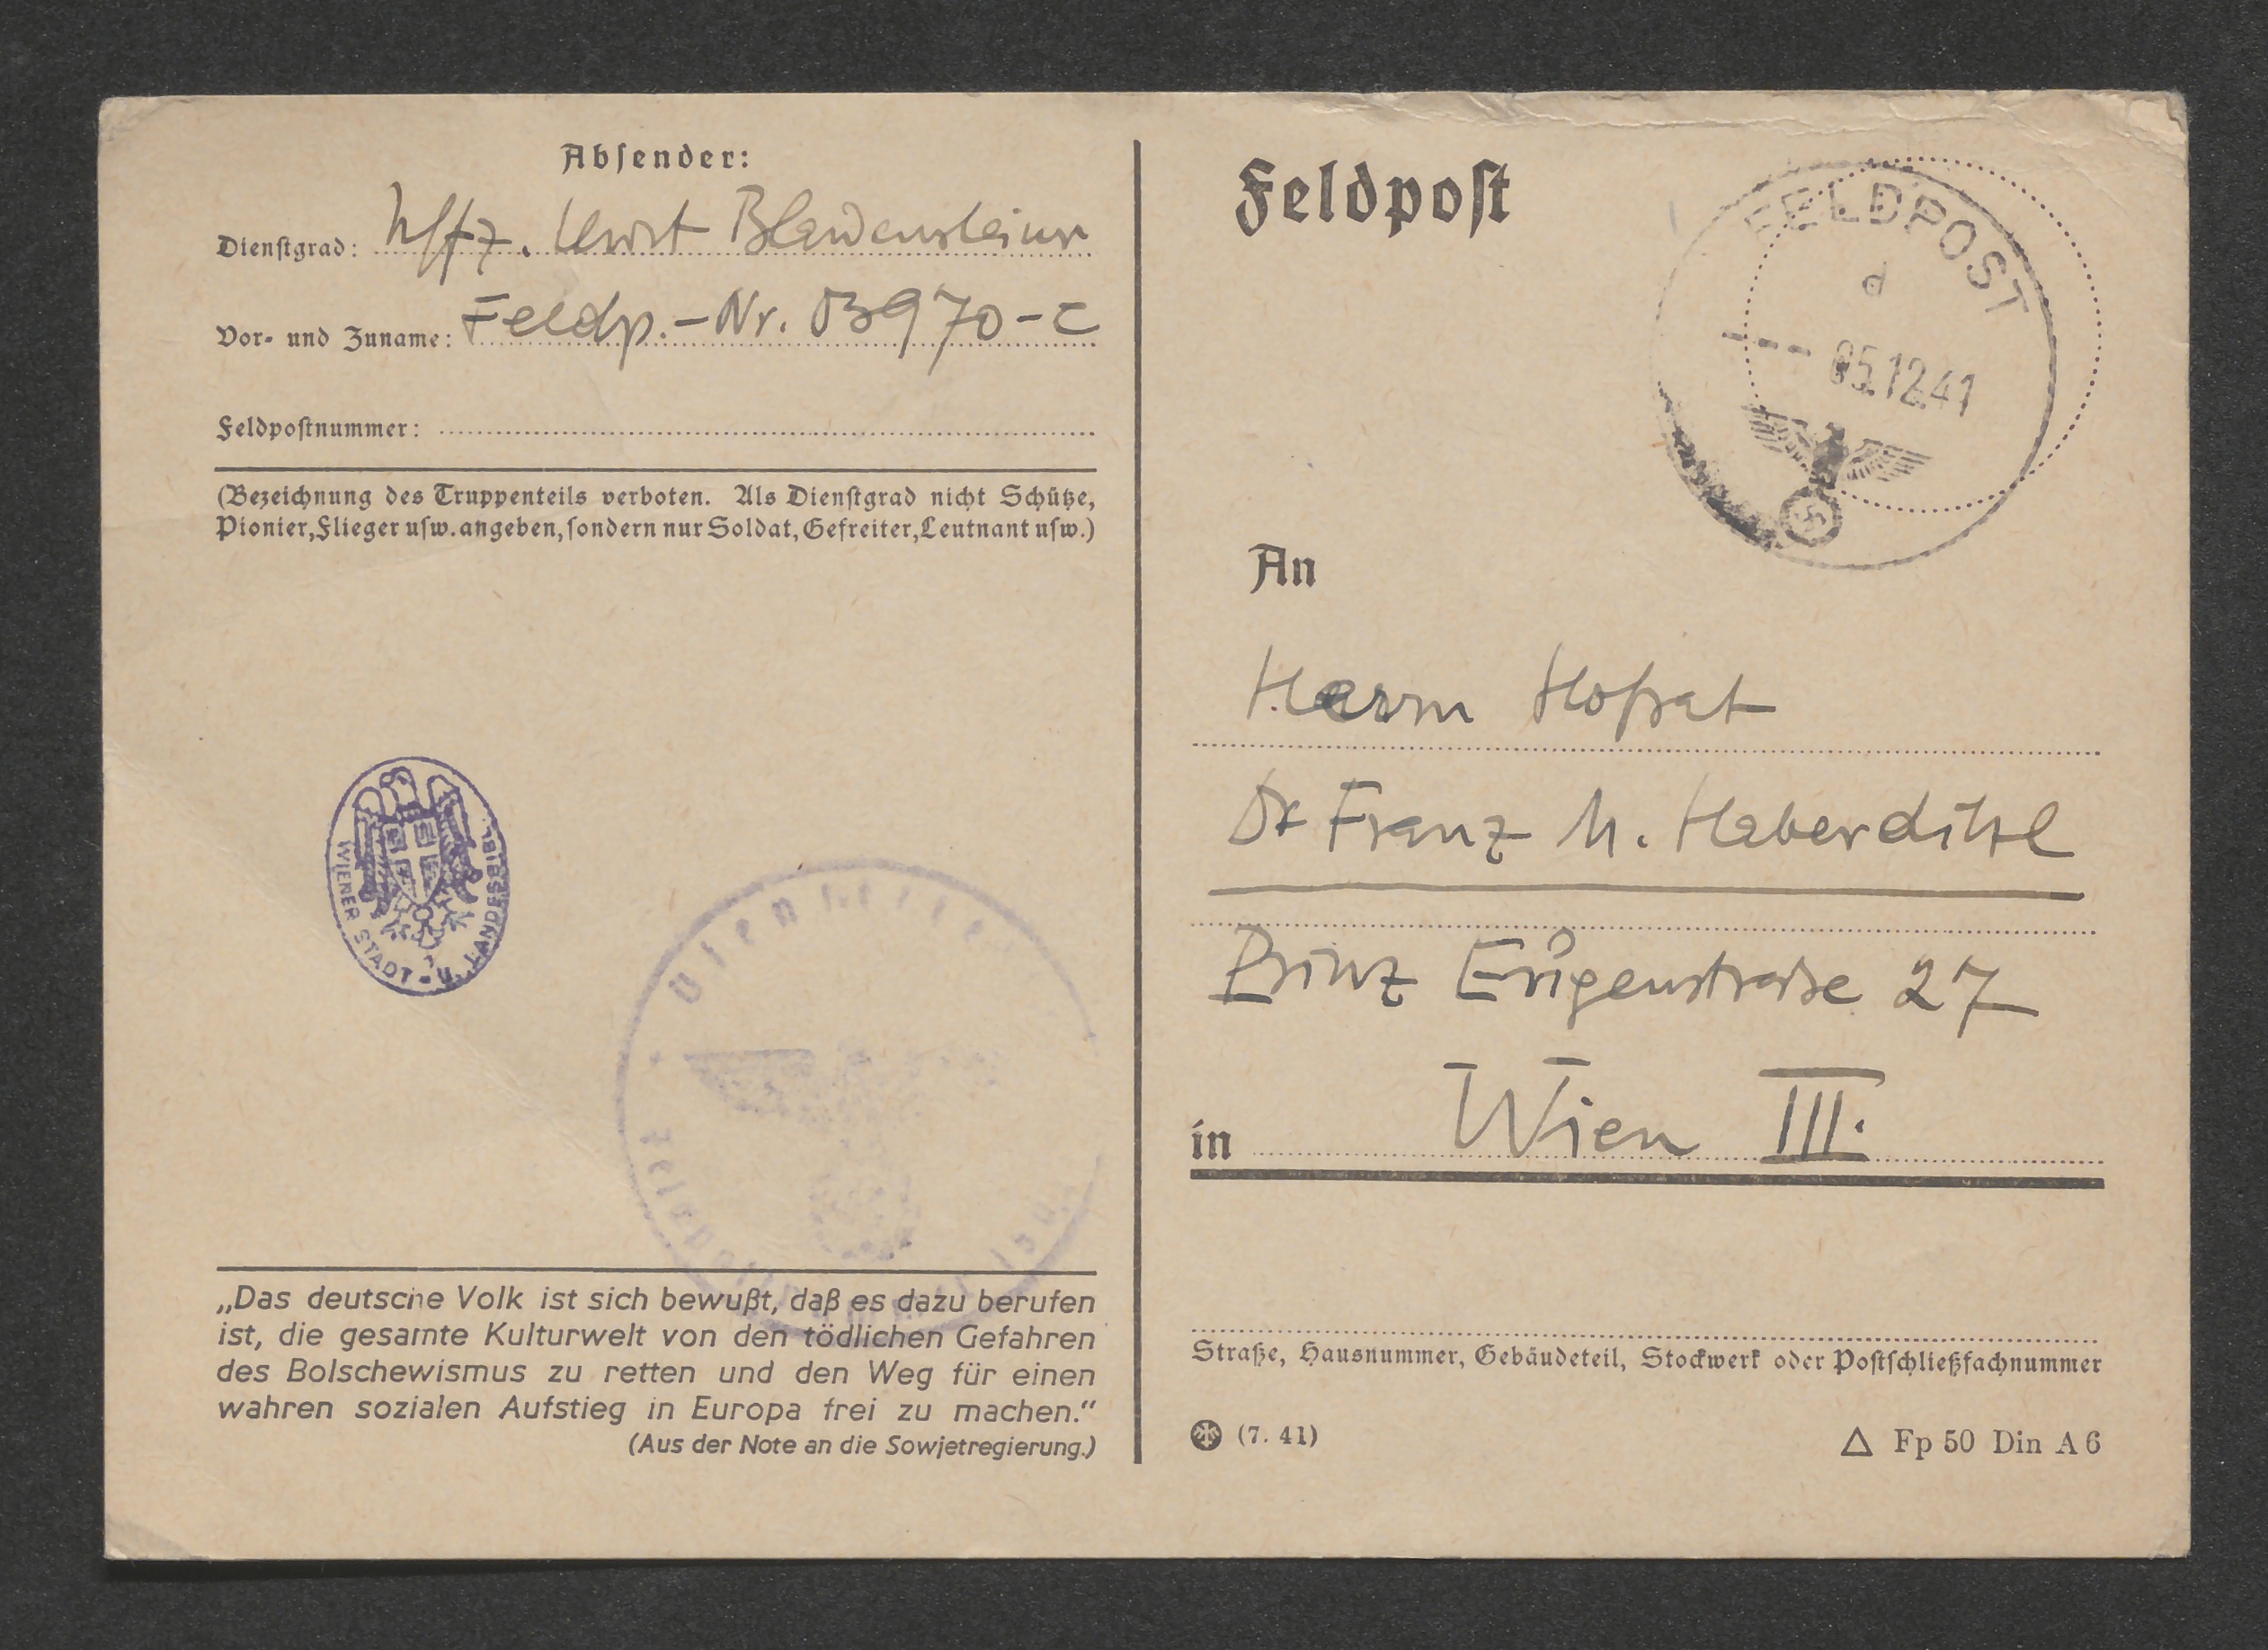 Absender:
Dienstgrad: Uffz. Kurt Blauensteiner
Vor- und Zuname: Feldp.-Nr. 03970-C
Feldpostnummer:
(Bezeichnung des Truppenteils verboten. Als Dienstgrad nicht Schütze,
Pionier, Flieger usw. angeben, sondern nur Soldat, Gefreiter, Leutnant usw.)
WIENER STADT-U. LANDESBIBL.
„Das deutsche Volk ist sich bewußt, daß es dazu berufen
ist, die gesamte Kulturwelt von den tödlichen Gefahren
des Bolschewismus zu retten und den Weg für einen
wahren sozialen Aufstieg in Europa frei zu machen.“
(Aus der Note an die Sowjetregierung.)
Feldpost
FELDPOST
d
05.12.41
An
Herrn Hofrat
Dr Franz M. Haberditzl
Prinz Eugenstraße 27
in Wien III.
Straße, Hausnummer, Gebäudeteil, Stockwerk oder Postschließfachnummer
(7. 41)
△ Fp 50 Din A 6